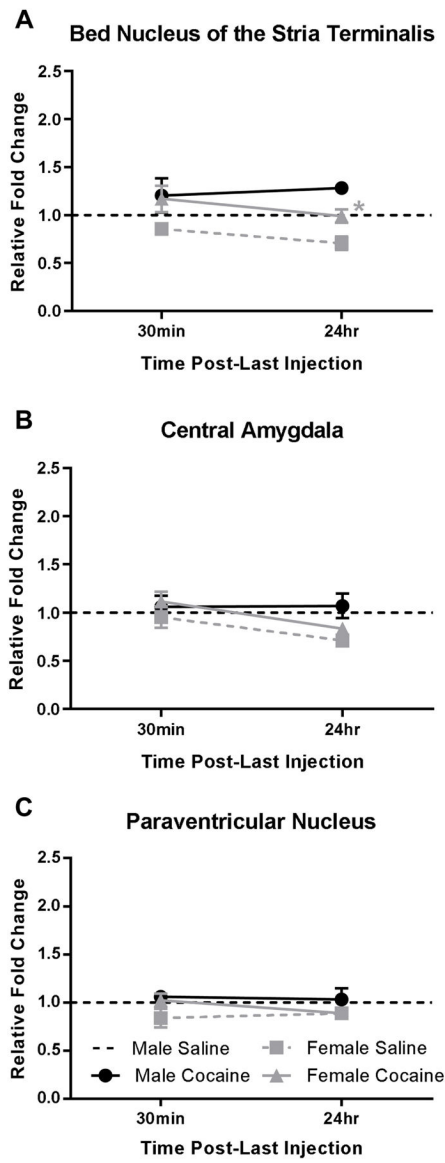 A
Bed Nucleus of the Stria Terminalis
Relative Fold Change
2.5
2.0
1.5
1.0
0.5
0.0
*
30min 24hr
Time Post-Last Injection
B
Central Amygdala
Relative Fold Change
2.5
2.0
1.5
1.0
0.5
0.0
30min 24hr
Time Post-Last Injection
C
Paraventricular Nucleus
Relative Fold Change
2.5
2.0
1.5
1.0
0.5
0.0
Male Saline Female Saline
Male Cocaine Female Cocaine
30min 24hr
Time Post-Last Injection